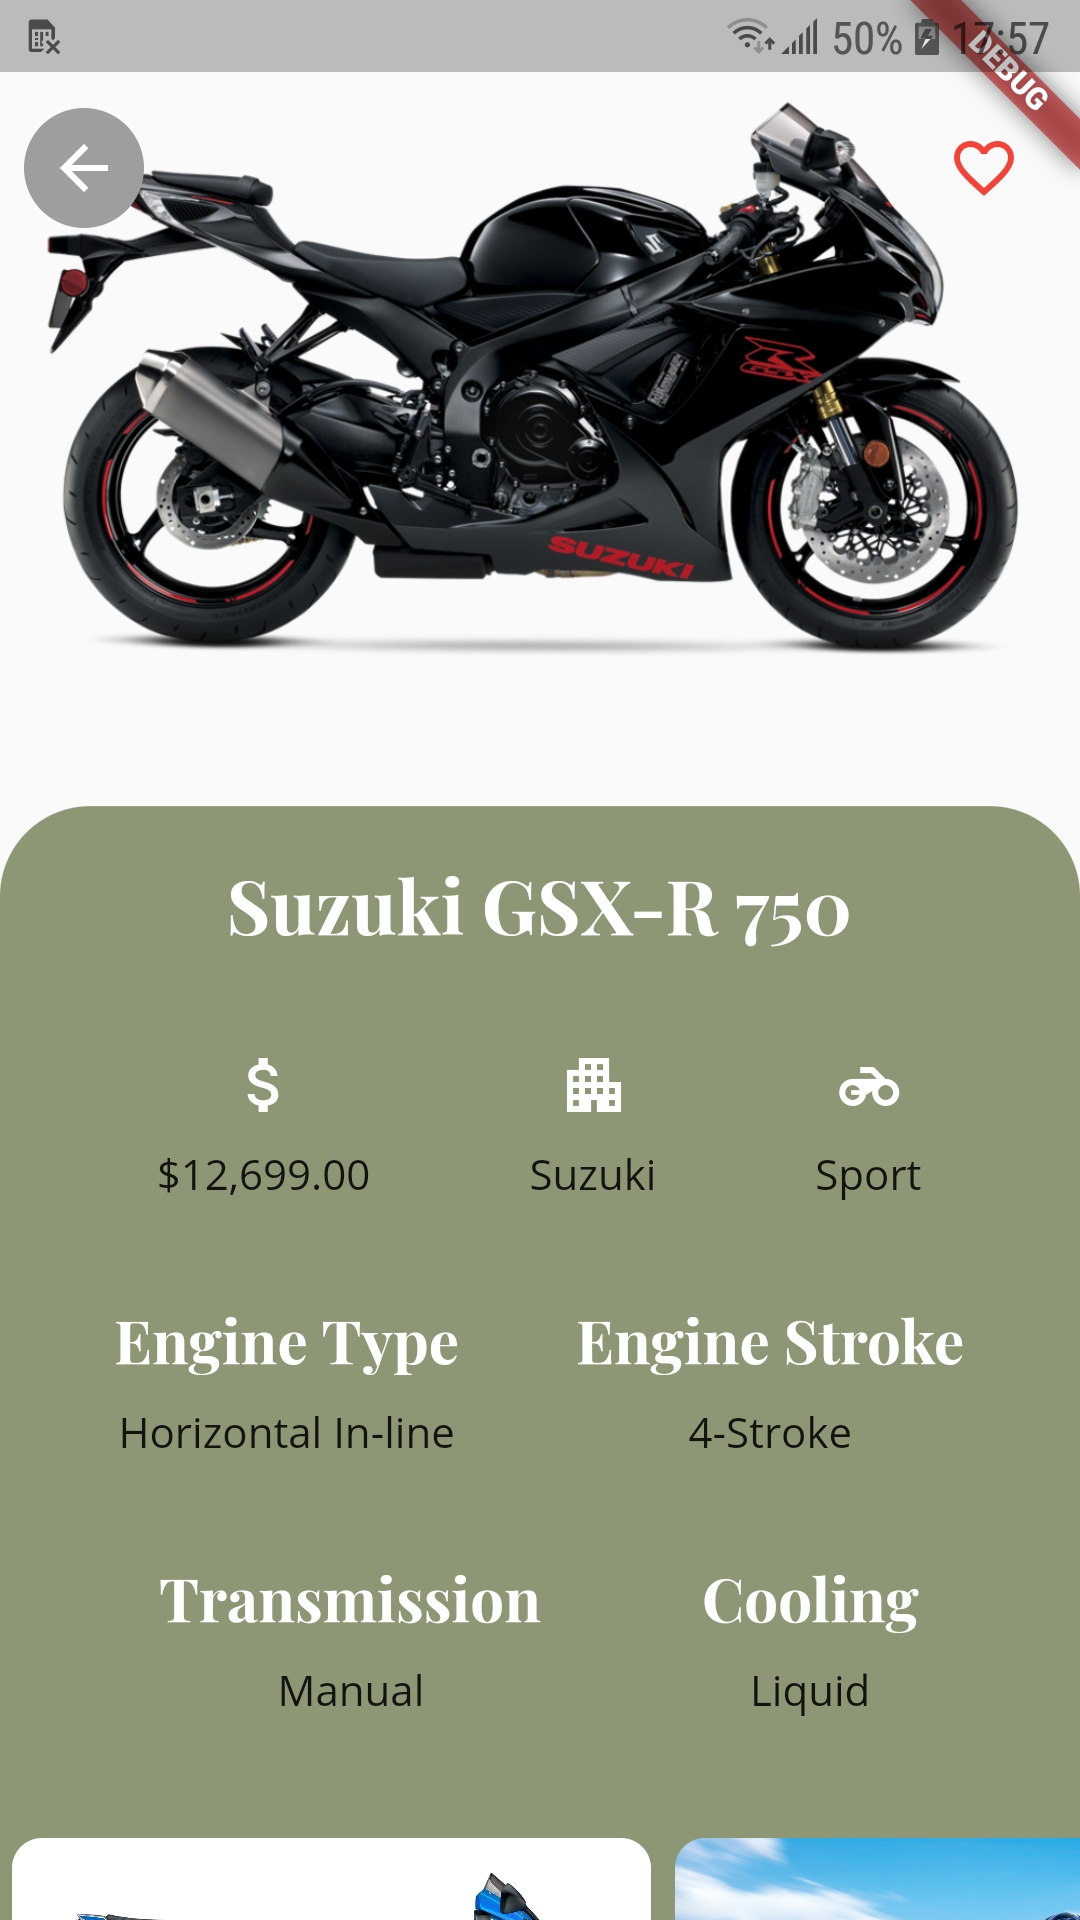 50% 17:57
DEBUG
R
GSX
SUZUKI
Suzuki GSX-R 750
$12,699.00
Suzuki
Sport
Engine Type
Engine Stroke
Horizontal In-line
4-Stroke
Transmission
Cooling
Manual
Liquid